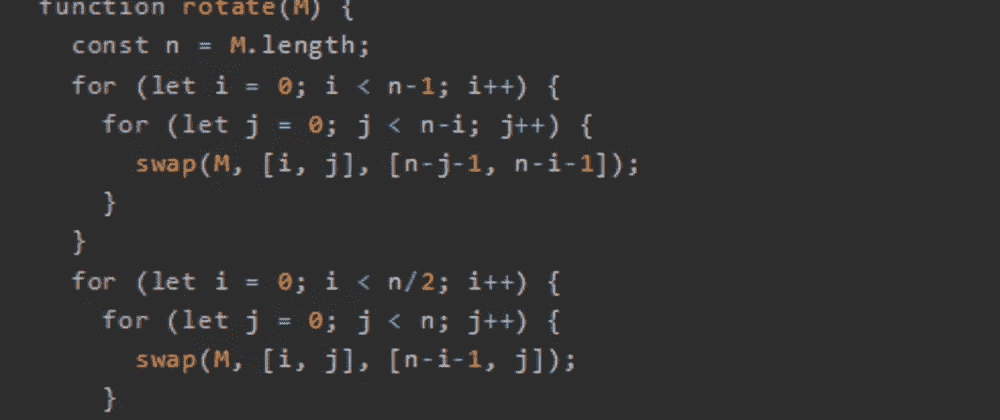 function rotate(M) {
  const n = M.length;
  for (let i = 0; i < n-1; i++) {
    for (let j = 0; j < n-i; j++) {
      swap(M, [i, j], [n-j-1, n-i-1]);
    }
  }
  for (let i = 0; i < n/2; i++) {
    for (let j = 0; j < n; j++) {
      swap(M, [i, j], [n-i-1, j]);
    }